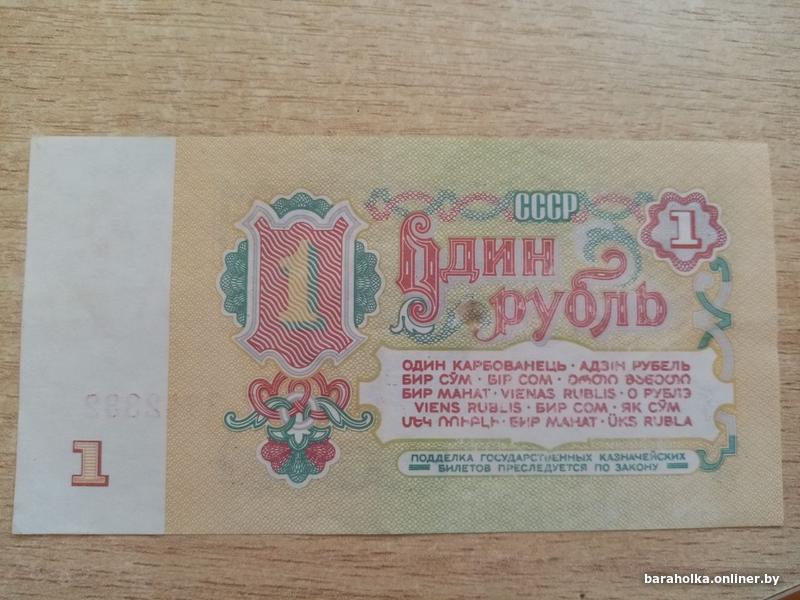 СССР
1
1
Один
рубль
ОДИН КАРБОВАНЕЦЬ · АДЗІН РУБЕЛЬ
БИР СЎМ · БІР СОМ · ᲔᲠᲗᲘ ᲛᲐᲜᲔᲗᲘ
БИР МАНАТ · VIENAS RUBLIS · О РУБЛЭ
VIENS RUBLIS · БИР СОМ · ЯК СӮМ
ՄԵԿ ՌՈՒԲԼԻ · БИР МАНАТ · ÜKS RUBLA
ПОДДЕЛКА ГОСУДАРСТВЕННЫХ КАЗНАЧЕЙСКИХ
БИЛЕТОВ ПРЕСЛЕДУЕТСЯ ПО ЗАКОНУ
1
baraholka.onliner.by